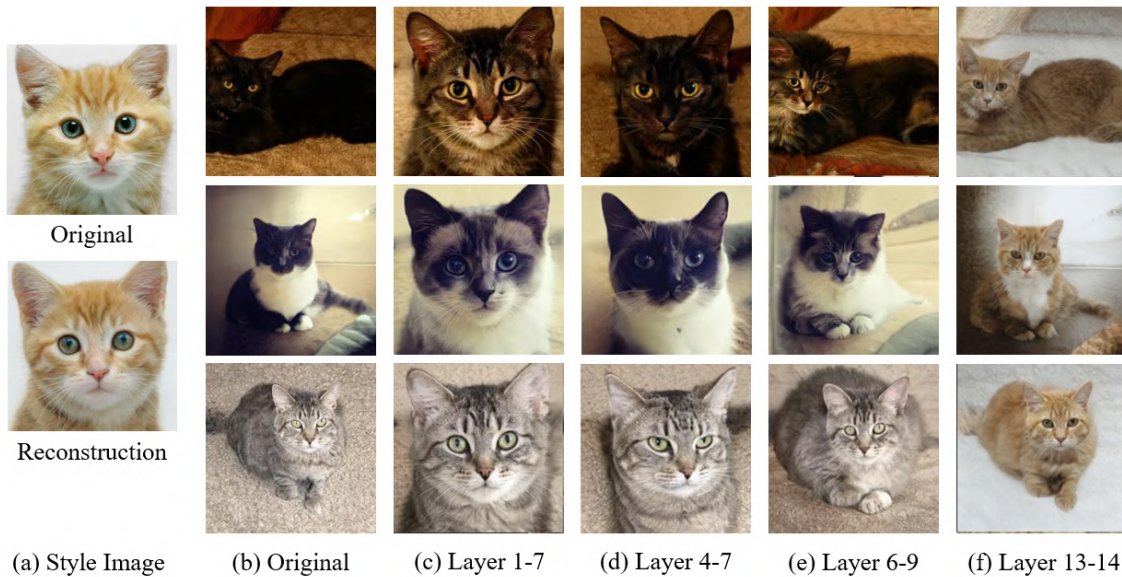 Original
Reconstruction
(a) Style Image
(b) Original
(c) Layer 1-7
(d) Layer 4-7
(e) Layer 6-9
(f) Layer 13-14